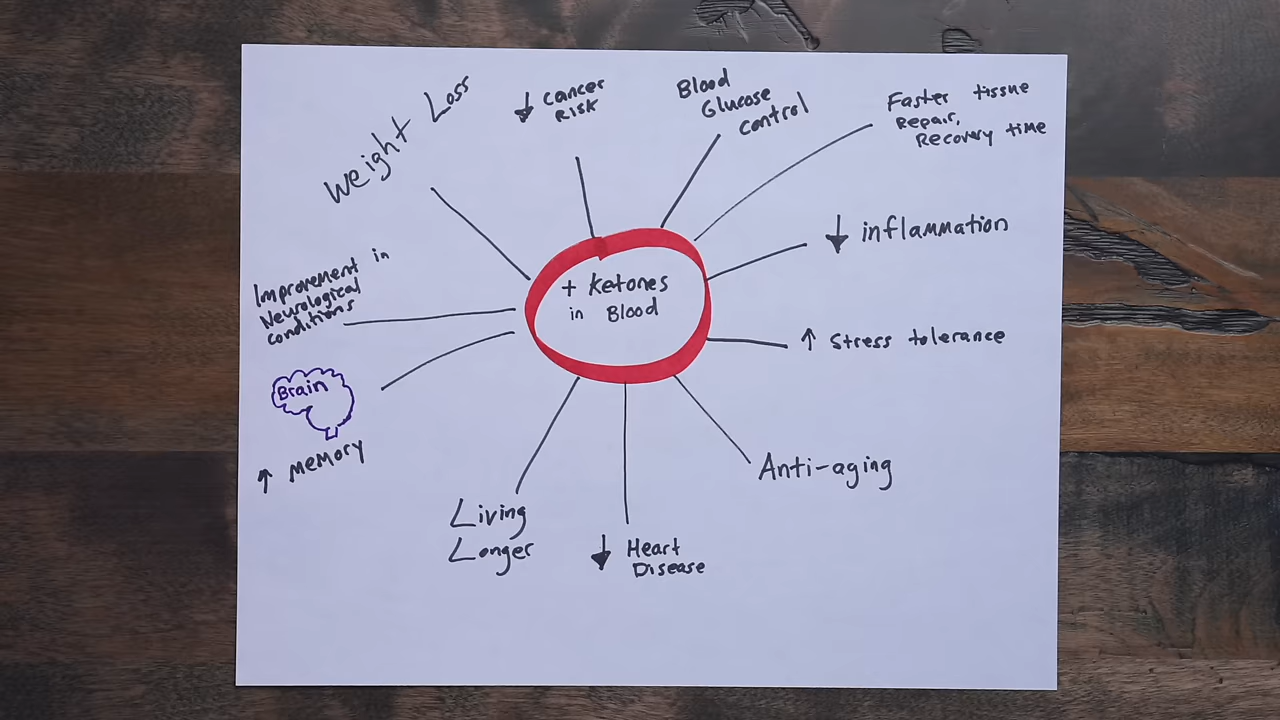 Weight Loss
↓ Cancer
Risk
Blood
Glucose
control
Faster tissue
Repair,
Recovery time
↓ inflammation
+ Ketones
in Blood
↑ Stress tolerance
Improvement in
Neurological
conditions
Brain
↑ Memory
Anti-aging
Living
Longer
↓ Heart
Disease